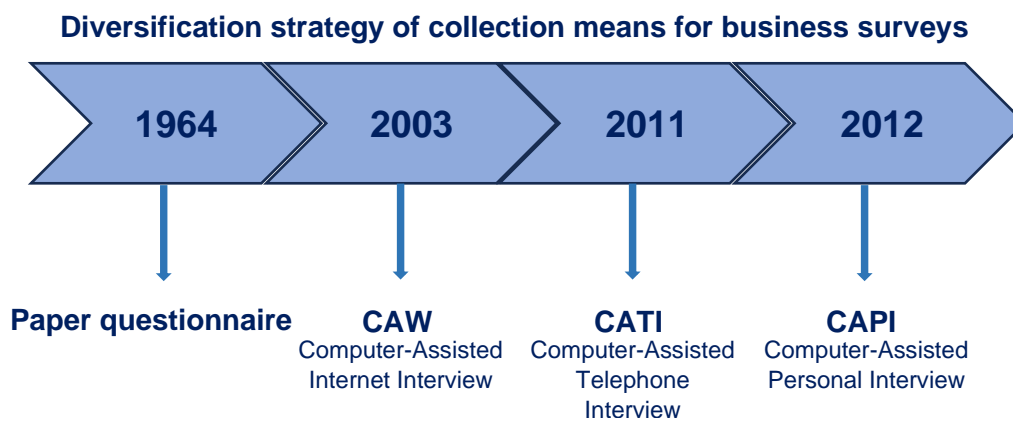 Diversification strategy of collection means for business surveys
1964
2003
2011
2012
Paper questionnaire
CAW
Computer-Assisted
Internet Interview
CATI
Computer-Assisted
Telephone
Interview
CAPI
Computer-Assisted
Personal Interview